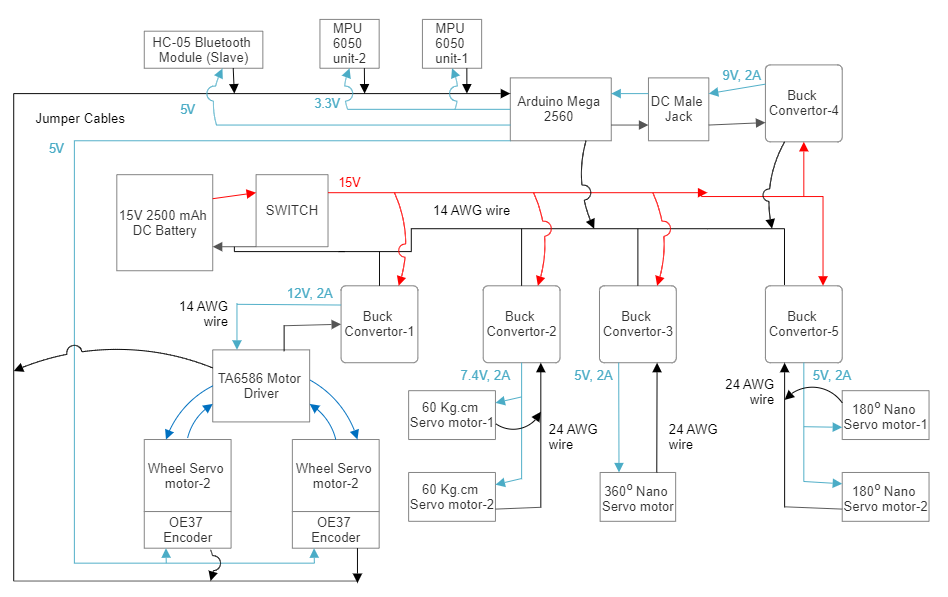 HC-05 Bluetooth
Module (Slave)
MPU
6050
unit-2
MPU
6050
unit-1
5V
3.3V
Arduino Mega
2560
DC Male
Jack
9V, 2A
Buck
Convertor-4
Jumper Cables
5V
15V 2500 mAh
DC Battery
SWITCH
15V
14 AWG wire
12V, 2A
14 AWG
wire
Buck
Convertor-1
Buck
Convertor-2
Buck
Convertor-3
Buck
Convertor-5
TA6586 Motor
Driver
7.4V, 2A
5V, 2A
24 AWG
wire
5V, 2A
60 Kg.cm
Servo motor-1
24 AWG
wire
24 AWG
wire
180º Nano
Servo motor-1
Wheel Servo
motor-2
Wheel Servo
motor-2
60 Kg.cm
Servo motor-2
360º Nano
Servo motor
180º Nano
Servo motor-2
OE37
Encoder
OE37
Encoder